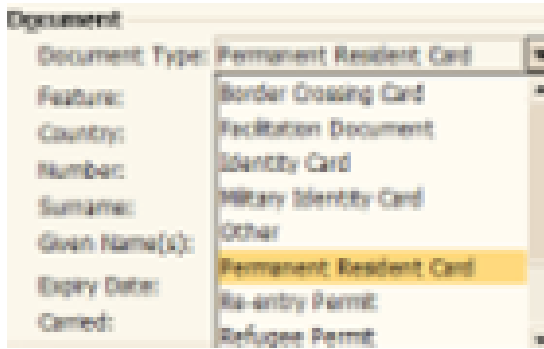 Document
Document Type: Permanent Resident Card
Feature: Border Crossing Card
Country: Facilitation Document
Number: Identity Card
Surname: Military Identity Card
Given Name(s): Other
Permanent Resident Card
Expiry Date: Re-entry Permit
Carried: Refugee Permit